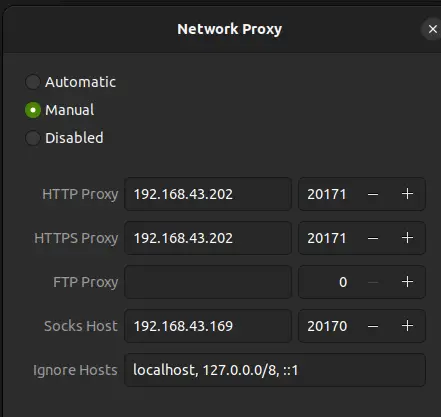 Network Proxy
Automatic
Manual
Disabled
HTTP Proxy 192.168.43.202 20171
HTTPS Proxy 192.168.43.202 20171
FTP Proxy 0
Socks Host 192.168.43.169 20170
Ignore Hosts localhost, 127.0.0.0/8, ::1